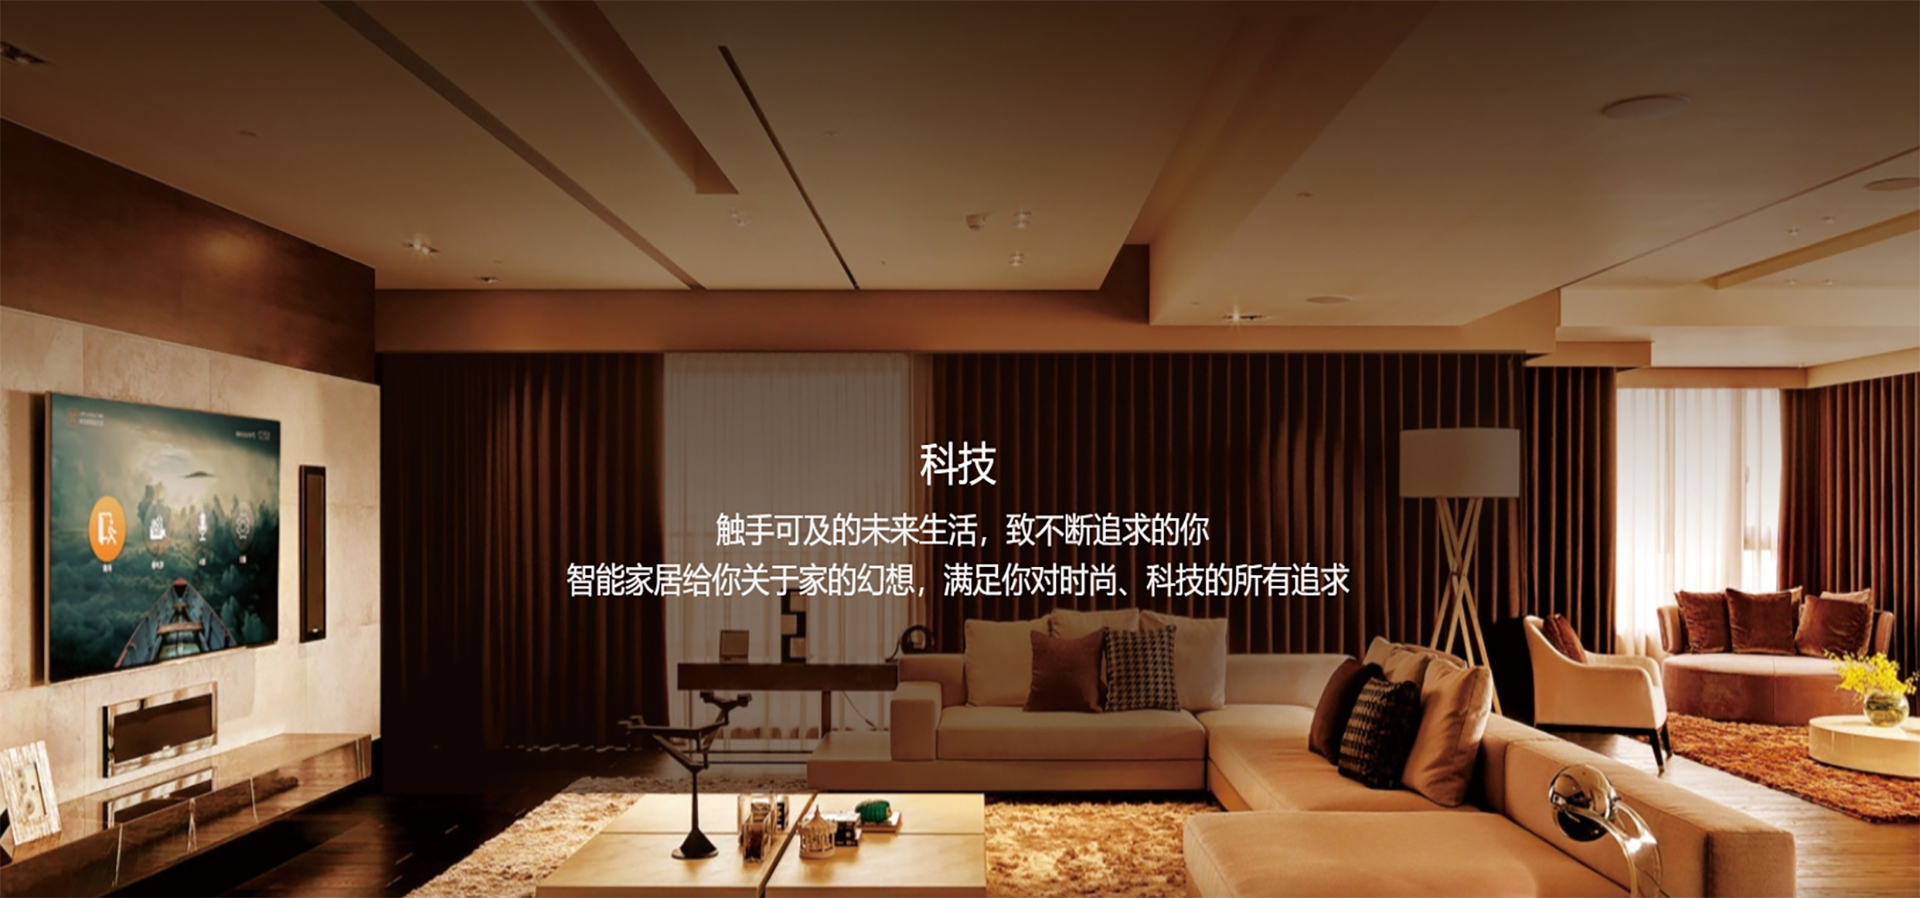 科技
触手可及的未来生活，致不断追求的你
智能家居给你关于家的幻想，满足你对时尚、科技的所有追求